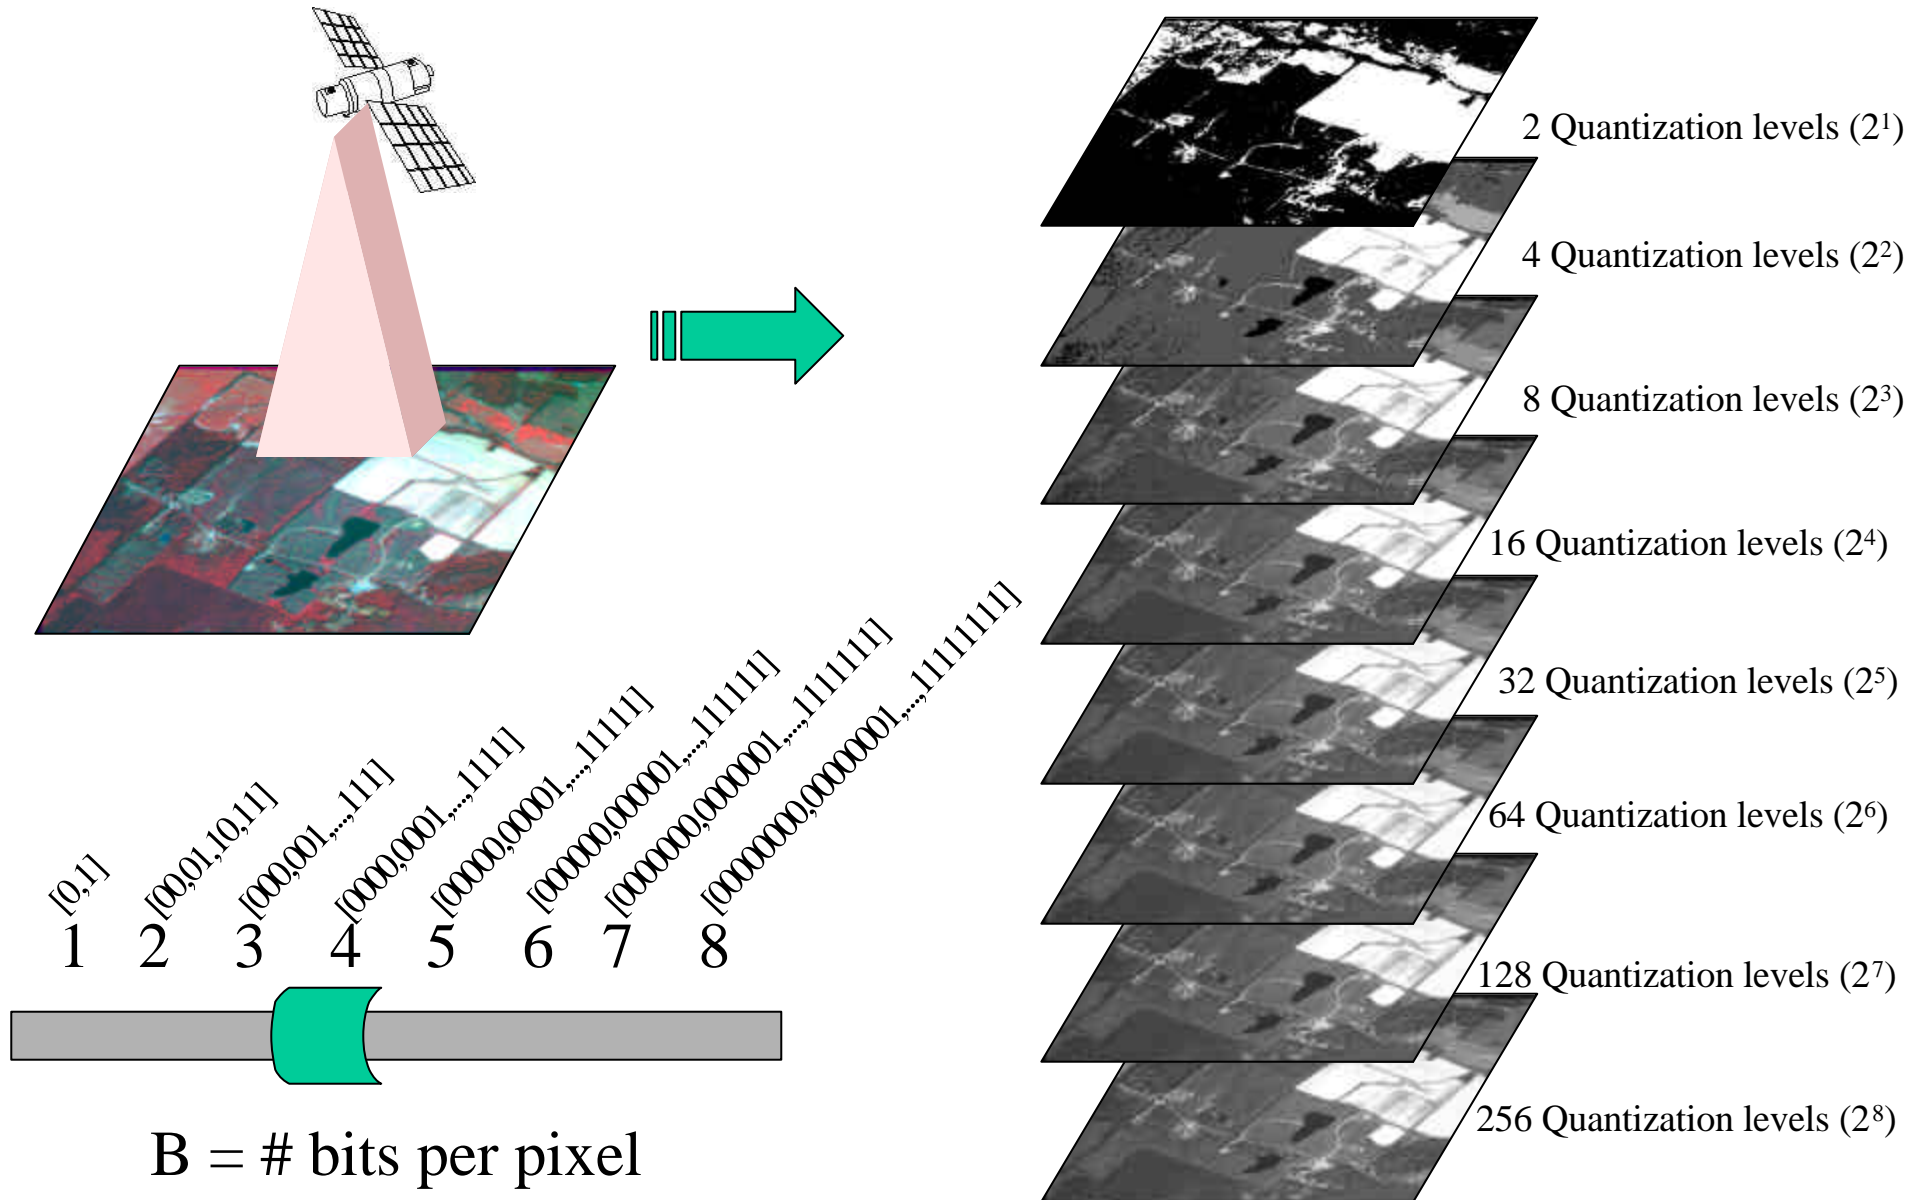 2 Quantization levels (2¹)
4 Quantization levels (2²)
8 Quantization levels (2³)
16 Quantization levels (2⁴)
32 Quantization levels (2⁵)
64 Quantization levels (2⁶)
128 Quantization levels (2⁷)
256 Quantization levels (2⁸)
[0,1]
[00,01,10,11]
[000,001,...,111]
[0000,0001,...,1111]
[00000,00001,...,11111]
[000000,000001,...,111111]
[0000000,0000001,...,1111111]
[00000000,00000001,...,11111111]
1 2 3 4 5 6 7 8
B = # bits per pixel